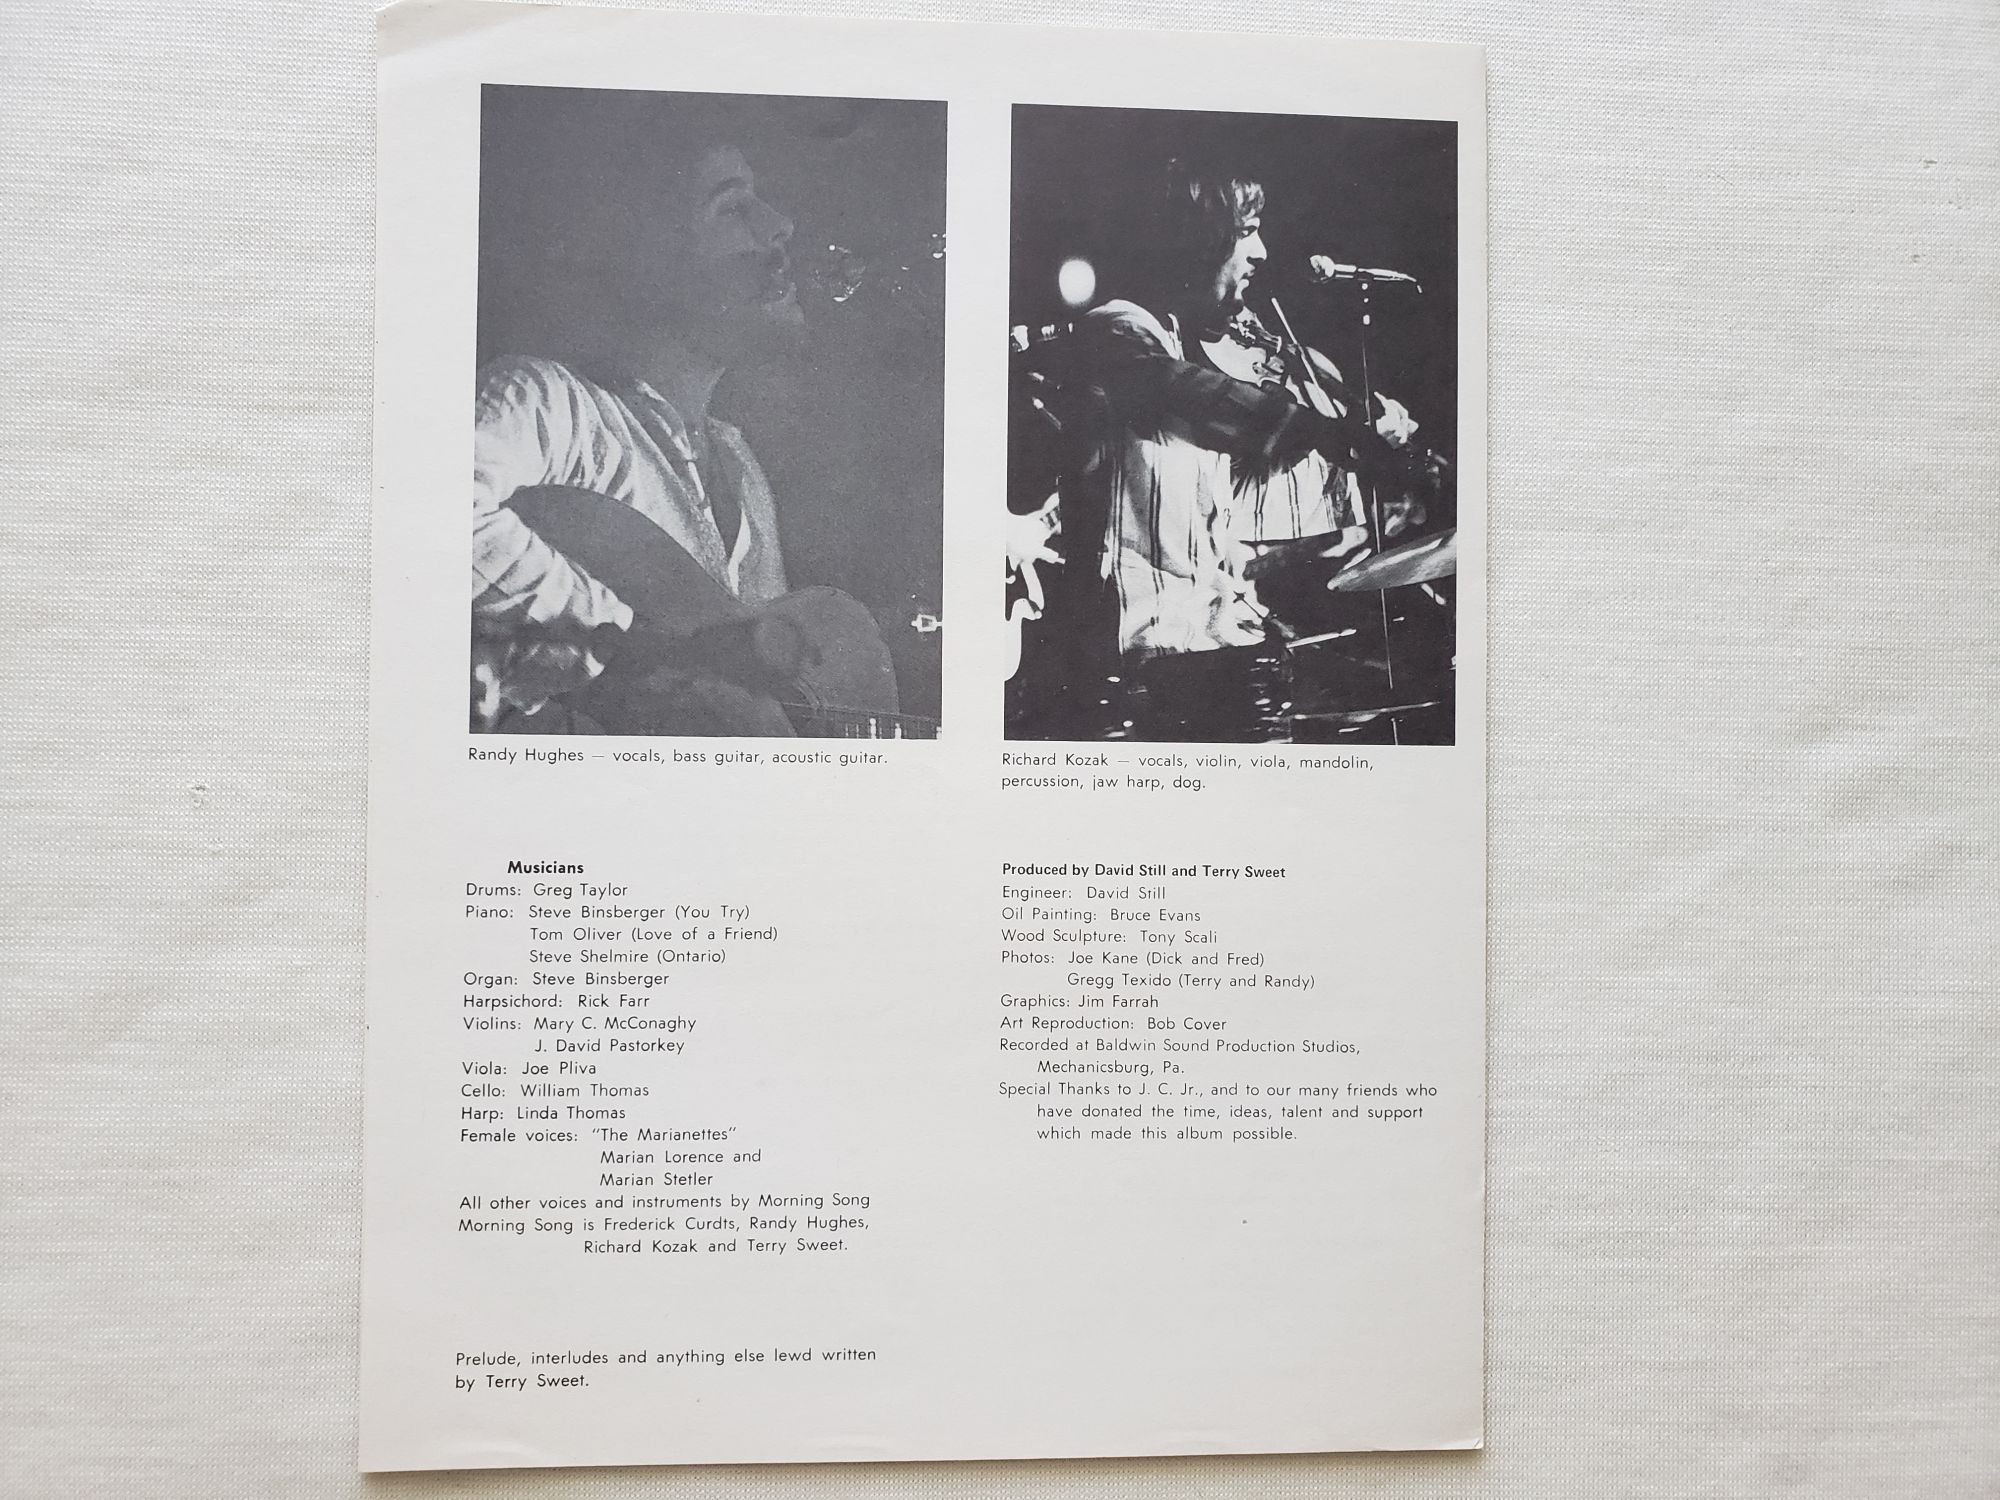 Randy Hughes — vocals, bass guitar, acoustic guitar.
Richard Kozak — vocals, violin, viola, mandolin,
percussion, jaw harp, dog.
Musicians
Drums: Greg Taylor
Piano: Steve Binsberger (You Try)
Tom Oliver (Love of a Friend)
Steve Shelmire (Ontario)
Organ: Steve Binsberger
Harpsichord: Rick Farr
Violins: Mary C. McConaghy
J. David Pastorkey
Viola: Joe Pliva
Cello: William Thomas
Harp: Linda Thomas
Female voices: "The Marianettes"
Marian Lorence and
Marian Stetler
All other voices and instruments by Morning Song
Morning Song is Frederick Curdts, Randy Hughes,
Richard Kozak and Terry Sweet.
Prelude, interludes and anything else lewd written
by Terry Sweet.
Produced by David Still and Terry Sweet
Engineer: David Still
Oil Painting: Bruce Evans
Wood Sculpture: Tony Scali
Photos: Joe Kane (Dick and Fred)
Gregg Texido (Terry and Randy)
Graphics: Jim Farrah
Art Reproduction: Bob Cover
Recorded at Baldwin Sound Production Studios,
Mechanicsburg, Pa.
Special Thanks to J. C. Jr., and to our many friends who
have donated the time, ideas, talent and support
which made this album possible.